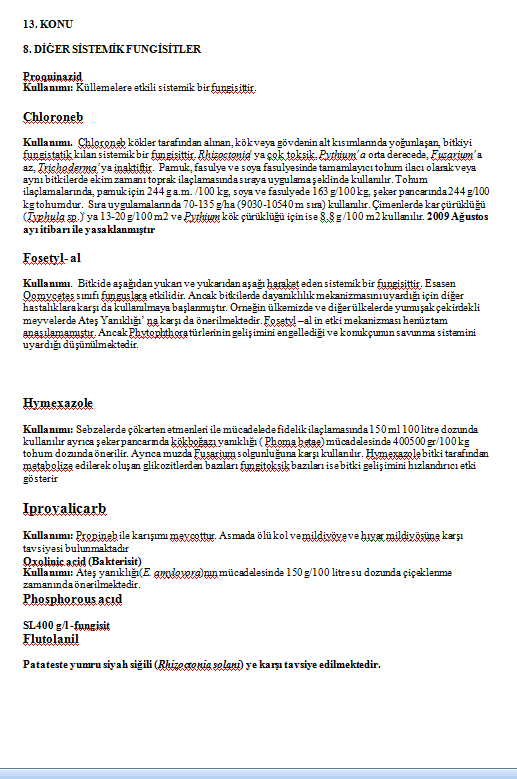 13. KONU
8. DİĞER SİSTEMİK FUNGİSİTLER
Proquinazid
Kullanımı: Küllemelere etkili sistemik bir fungisittir.
Chloroneb
Kullanımı. Chloroneb kökler tarafından alınan, kök veya gövdenin alt kısımlarında yoğunlaşan, bitkiyi
fungistatik kılan sistemik bir fungisittir. Rhizoctonia' ya çok toksik, Pythium'a orta derecede, Fusarium'a
az, Trichoderma'ya inaktiftir. Pamuk, fasulye ve soya fasulyesinde tamamlayıcı tohum ilacı olarak veya
aynı bitkilerde ekim zamanı toprak ilaçlamasında sıraya uygulama şeklinde kullanılır. Tohum
ilaçlamalarında, pamuk için 244 g a.m. /100 kg, soya ve fasulyede 163 g/100 kg, şeker pancarında 244 g/100
kg tohumdur. Sıra uygulamalarında 70-135 g/ha (9030-10540 m sıra) kullanılır. Çimenlerde kar çürüklüğü
(Typhula sp.)' ya 13-20 g/100 m2 ve Pythium kök çürüklüğü için ise 8,8 g /100 m2 kullanılır. 2009 Ağustos
ayı itibarı ile yasaklanmıştır
Fosetyl- al
Kullanımı. Bitkide aşağıdan yukarı ve yukarıdan aşağı haraket eden sistemik bir fungisittir. Esasen
Oomycetes sınıfı funguslara etkilidir. Ancak bitkilerde dayanıklılık mekanizmasını uyardığı için diğer
hastalıklara karşı da kullanılmaya başlanmıştır. Örneğin ülkemizde ve diğer ülkelerde yumuşak çekirdekli
meyvelerde Ateş Yanıklığı' na karşı da önerilmektedir. Fosetyl –al in etki mekanizması henüz tam
anaşılamamıştır. Ancak Phytophthora türlerinin gelişimini engellediği ve konukçunun savunma sistemini
uyardığı düşünülmektedir.
Hymexazole
Kullanımı: Sebzelerde çökerten etmenleri ile mücadelede fidelik ilaçlamasında 150 ml 100 litre dozunda
kullanılır ayrıca şeker pancarında kökboğazı yanıklığı ( Phoma betae) mücadelesinde 400500 gr/100 kg
tohum dozunda önerilir. Ayrıca muzda Fusarium solgunluğuna karşı kullanılır. Hymexazole bitki tarafından
metabolize edilerek oluşan glikozitlerden bazıları fungitoksik bazıları ise bitki gelişimini hızlandırıcı etki
gösterir
Iprovalicarb
Kullanımı: Propineb ile karışımı mevcottur. Asmada ölü kol ve mildiyöye ve hıyar mildiyösüne karşı
tavsiyesi bulunmaktadır
Oxolinic acid (Bakterisit)
Kullanımı: Ateş yanıklığı(E. amylovora)nın mücadelesinde 150 g/100 litre su dozunda çiçeklenme
zamanında önerilmektedir.
Phosphorous acıd
SL400 g/l -fungisit
Flutolanil
Patateste yumru siyah siğili (Rhizoctonia solani) ye karşı tavsiye edilmektedir.